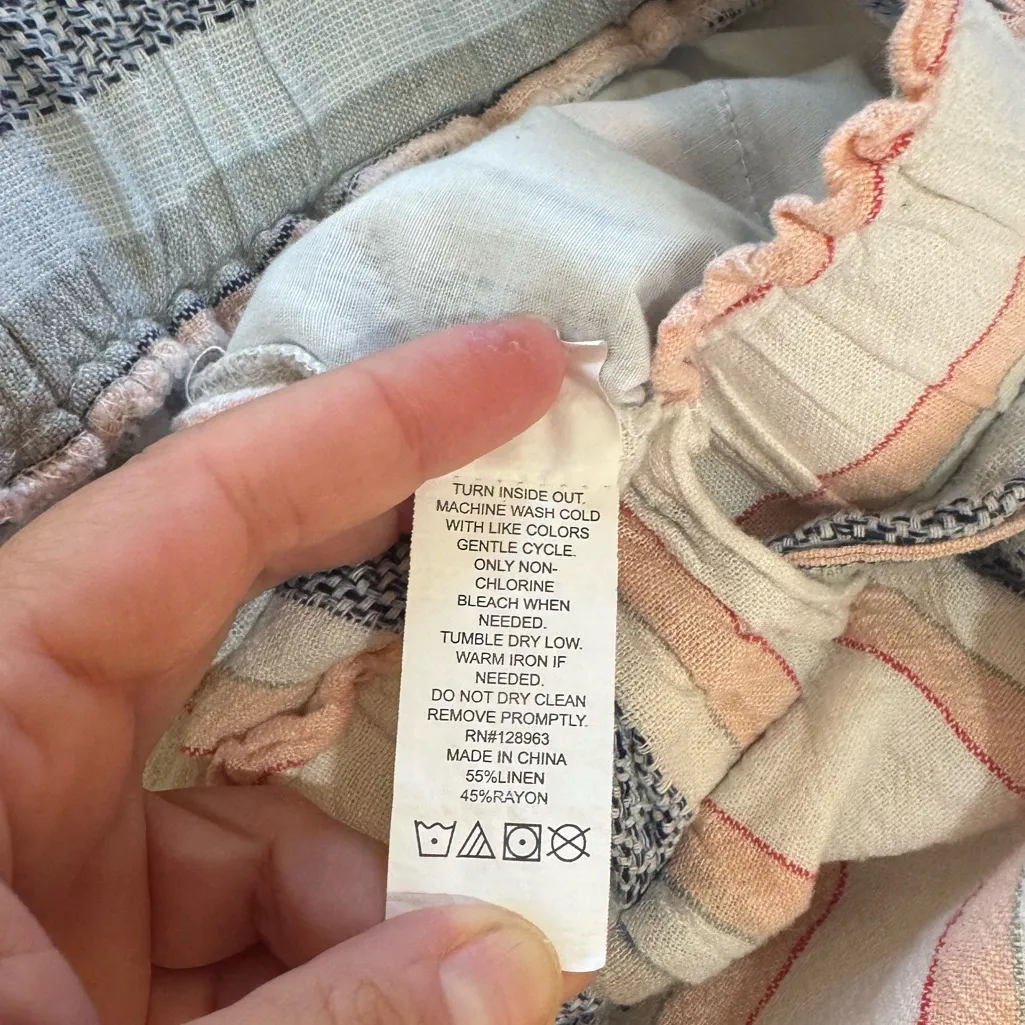 TURN INSIDE OUT.
MACHINE WASH COLD
WITH LIKE COLORS
GENTLE CYCLE.
ONLY NON-
CHLORINE
BLEACH WHEN
NEEDED.
TUMBLE DRY LOW.
WARM IRON IF
NEEDED.
DO NOT DRY CLEAN
REMOVE PROMPTLY.
RN#128963
MADE IN CHINA
55%LINEN
45%RAYON